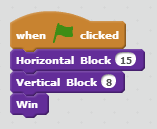 when clicked
Horizontal Block 15
Vertical Block 8
Win